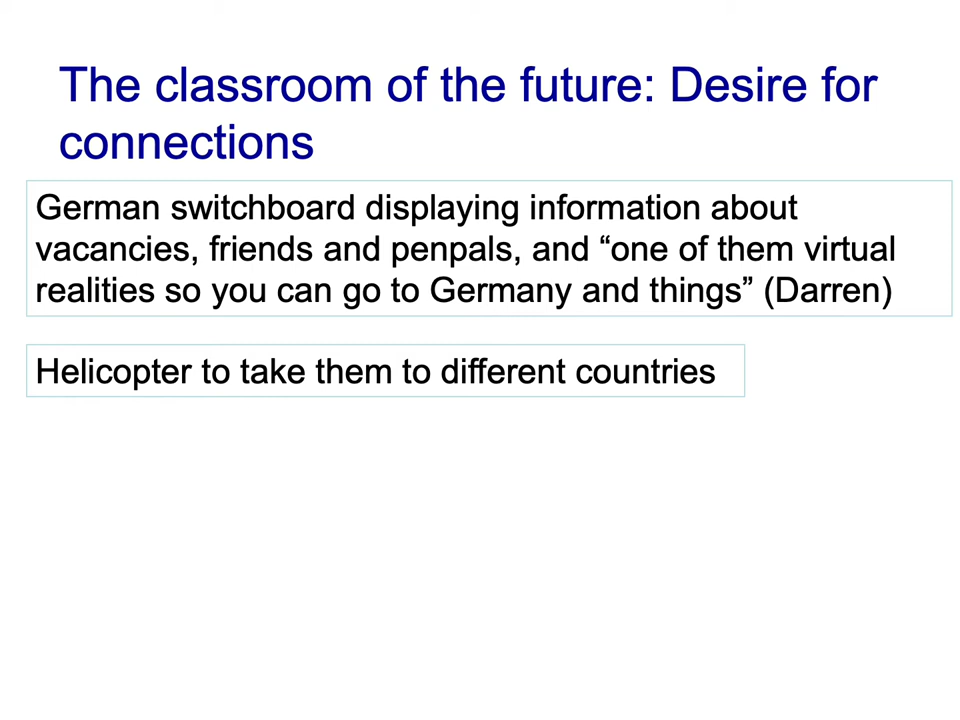 The classroom of the future: Desire for
connections
German switchboard displaying information about
vacancies, friends and penpals, and “one of them virtual
realities so you can go to Germany and things” (Darren)
Helicopter to take them to different countries